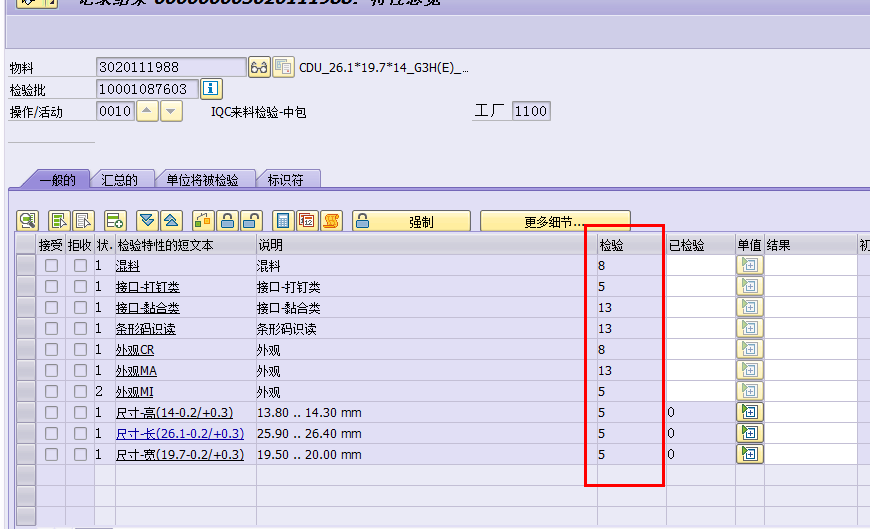 记录结果 000000003020111988: 特性总览
物料 3020111988 CDU_26.1*19.7*14_G3H(E)_...
检验批 10001087603
操作/活动 0010 IQC来料检验-中包 工厂 1100
一般的 汇总的 单位将被检验 标识符
强制 更多细节...
接受 拒收 状. 检验特性的短文本 说明 检验 已检验 单值 结果 初
1 混料 混料 8
1 接口-打钉类 接口-打钉类 5
1 接口-黏合类 接口-黏合类 13
1 条形码识读 条形码识读 13
1 外观CR 外观 8
1 外观MA 外观 13
2 外观MI 外观 5
1 尺寸-高(14-0.2/+0.3) 13.80 .. 14.30 mm 5 0
1 尺寸-长(26.1-0.2/+0.3) 25.90 .. 26.40 mm 5 0
1 尺寸-宽(19.7-0.2/+0.3) 19.50 .. 20.00 mm 5 0